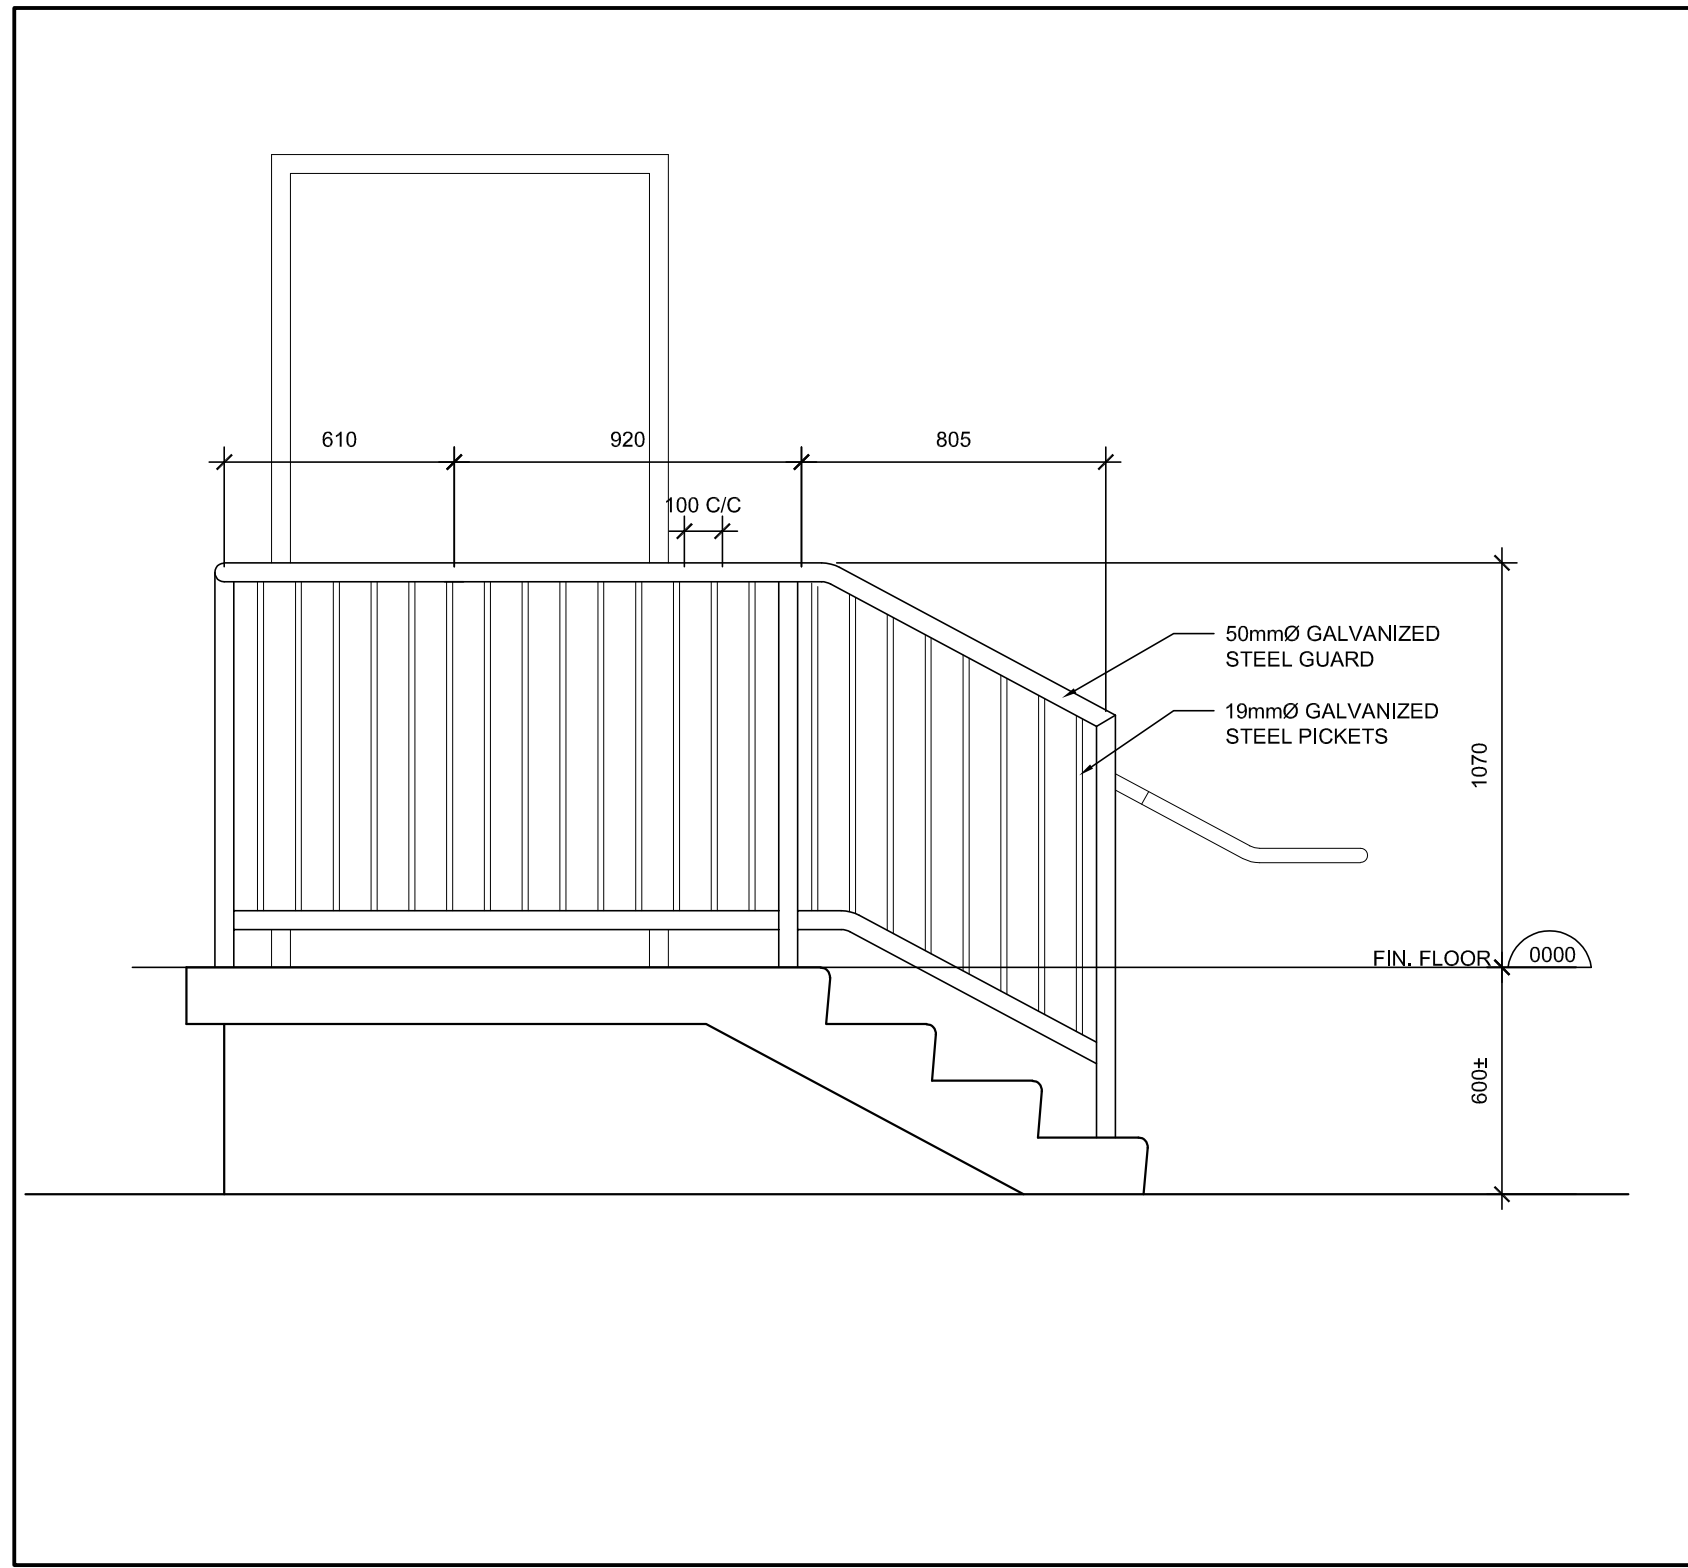 610
920
805
100 C/C
50mmØ GALVANIZED
STEEL GUARD
19mmØ GALVANIZED
STEEL PICKETS
1070
FIN. FLOOR
0000
600±